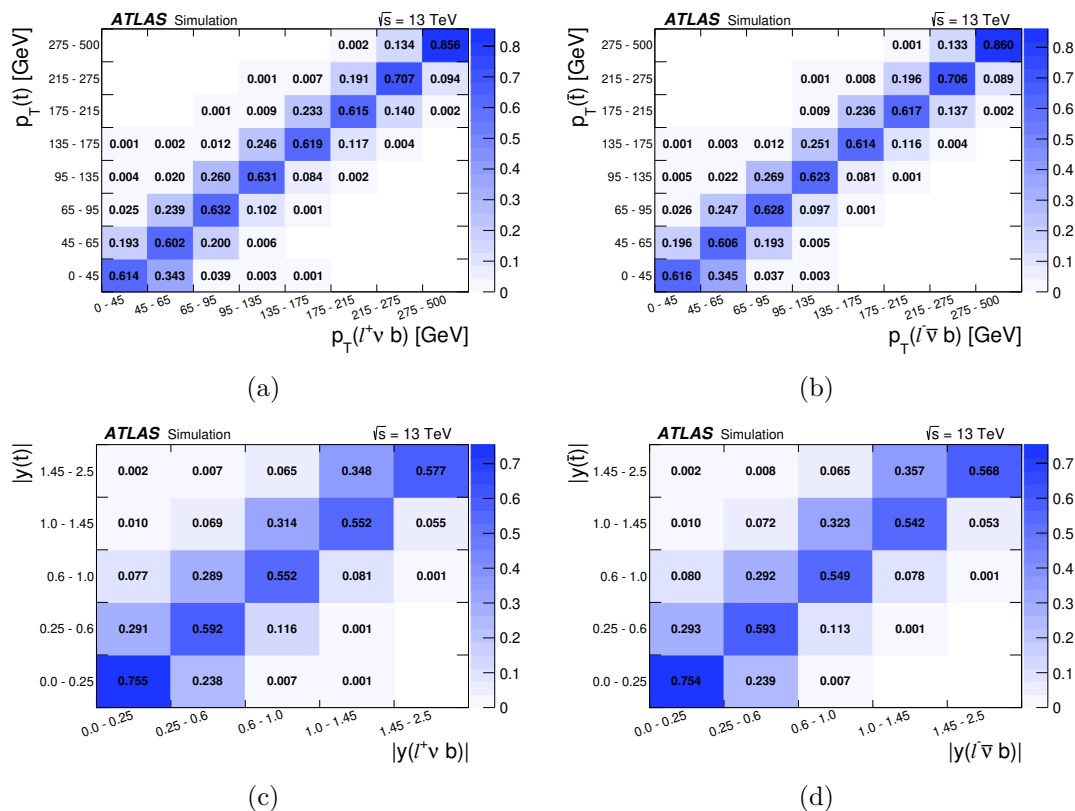 ATLAS Simulation √s = 13 TeV
p_T(t) [GeV]
275 - 500 0.002 0.134 0.856
215 - 275 0.001 0.007 0.191 0.707 0.094
175 - 215 0.001 0.009 0.233 0.615 0.140 0.002
135 - 175 0.001 0.002 0.012 0.246 0.619 0.117 0.004
95 - 135 0.004 0.020 0.260 0.631 0.084 0.002
65 - 95 0.025 0.239 0.632 0.102 0.001
45 - 65 0.193 0.602 0.200 0.006
0 - 45 0.614 0.343 0.039 0.003 0.001
0 - 45 45 - 65 65 - 95 95 - 135 135 - 175 175 - 215 215 - 275 275 - 500
p_T(l⁺ν b) [GeV]
0 0.1 0.2 0.3 0.4 0.5 0.6 0.7 0.8
(a)
ATLAS Simulation √s = 13 TeV
p_T(t̄) [GeV]
275 - 500 0.001 0.133 0.860
215 - 275 0.001 0.008 0.196 0.706 0.089
175 - 215 0.009 0.236 0.617 0.137 0.002
135 - 175 0.001 0.003 0.012 0.251 0.614 0.116 0.004
95 - 135 0.005 0.022 0.269 0.623 0.081 0.001
65 - 95 0.026 0.247 0.628 0.097 0.001
45 - 65 0.196 0.606 0.193 0.005
0 - 45 0.616 0.345 0.037 0.003
0 - 45 45 - 65 65 - 95 95 - 135 135 - 175 175 - 215 215 - 275 275 - 500
p_T(l⁻ν̄ b) [GeV]
0 0.1 0.2 0.3 0.4 0.5 0.6 0.7 0.8
(b)
ATLAS Simulation √s = 13 TeV
|y(t)|
1.45 - 2.5 0.002 0.007 0.065 0.348 0.577
1.0 - 1.45 0.010 0.069 0.314 0.552 0.055
0.6 - 1.0 0.077 0.289 0.552 0.081 0.001
0.25 - 0.6 0.291 0.592 0.116 0.001
0.0 - 0.25 0.755 0.238 0.007 0.001
0.0 - 0.25 0.25 - 0.6 0.6 - 1.0 1.0 - 1.45 1.45 - 2.5
|y(l⁺ν b)|
0 0.1 0.2 0.3 0.4 0.5 0.6 0.7
(c)
ATLAS Simulation √s = 13 TeV
|y(t̄)|
1.45 - 2.5 0.002 0.008 0.065 0.357 0.568
1.0 - 1.45 0.010 0.072 0.323 0.542 0.053
0.6 - 1.0 0.080 0.292 0.549 0.078 0.001
0.25 - 0.6 0.293 0.593 0.113 0.001
0.0 - 0.25 0.754 0.239 0.007
0.0 - 0.25 0.25 - 0.6 0.6 - 1.0 1.0 - 1.45 1.45 - 2.5
|y(l⁻ν̄ b)|
0 0.1 0.2 0.3 0.4 0.5 0.6 0.7
(d)